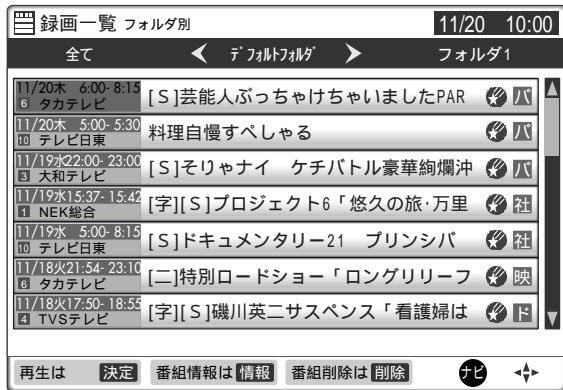 録画一覧 フォルダ別 11/20 10:00
全て デフォルトフォルダ フォルダ1
11/20木 6:00- 8:15
6 タカテレビ
[S]芸能人ぶっちゃけちゃいましたPAR バ
11/20木 5:00- 5:30
10 テレビ日東
料理自慢すぺしゃる バ
11/19水22:00- 23:00
3 大和テレビ
[S]そりゃナイ ケチバトル豪華絢爛沖 バ
11/19水15:37- 15:42
1 NEK総合
[字][S]プロジェクト6「悠久の旅・万里 社
11/19水 5:00- 8:15
10 テレビ日東
[S]ドキュメンタリー21 プリンシバ 社
11/18火21:54- 23:10
6 タカテレビ
[二]特別ロードショー「ロングリリーフ 映
11/18火17:50- 18:55
4 TVSテレビ
[字][S]磯川英二サスペンス「看護婦は ド
再生は 決定 番組情報は 情報 番組削除は 削除 ナビ